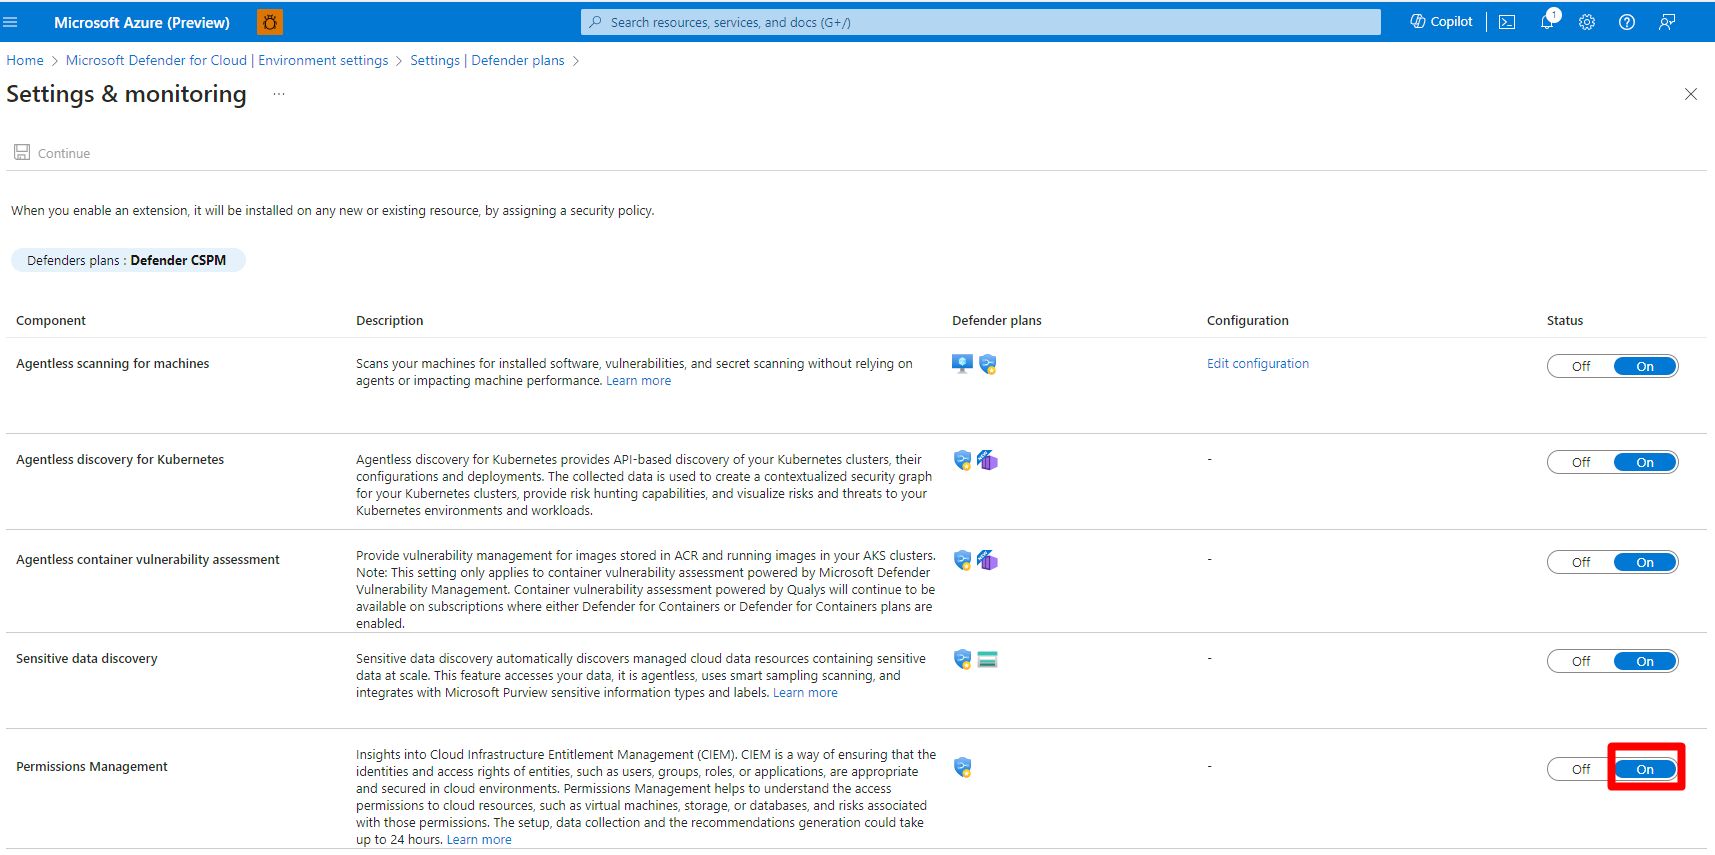 Microsoft Azure (Preview)
Search resources, services, and docs (G+/)
Copilot
1
Home > Microsoft Defender for Cloud | Environment settings > Settings | Defender plans >
Settings & monitoring ...
Continue
When you enable an extension, it will be installed on any new or existing resource, by assigning a security policy.
Defenders plans : Defender CSPM
Component Description Defender plans Configuration Status
Agentless scanning for machines
Scans your machines for installed software, vulnerabilities, and secret scanning without relying on
agents or impacting machine performance. Learn more
Edit configuration
Off On
Agentless discovery for Kubernetes
Agentless discovery for Kubernetes provides API-based discovery of your Kubernetes clusters, their
configurations and deployments. The collected data is used to create a contextualized security graph
for your Kubernetes clusters, provide risk hunting capabilities, and visualize risks and threats to your
Kubernetes environments and workloads.
-
Off On
Agentless container vulnerability assessment
Provide vulnerability management for images stored in ACR and running images in your AKS clusters.
Note: This setting only applies to container vulnerability assessment powered by Microsoft Defender
Vulnerability Management. Container vulnerability assessment powered by Qualys will continue to be
available on subscriptions where either Defender for Containers or Defender for Containers plans are
enabled.
-
Off On
Sensitive data discovery
Sensitive data discovery automatically discovers managed cloud data resources containing sensitive
data at scale. This feature accesses your data, it is agentless, uses smart sampling scanning, and
integrates with Microsoft Purview sensitive information types and labels. Learn more
-
Off On
Permissions Management
Insights into Cloud Infrastructure Entitlement Management (CIEM). CIEM is a way of ensuring that the
identities and access rights of entities, such as users, groups, roles, or applications, are appropriate
and secured in cloud environments. Permissions Management helps to understand the access
permissions to cloud resources, such as virtual machines, storage, or databases, and risks associated
with those permissions. The setup, data collection and the recommendations generation could take
up to 24 hours. Learn more
-
Off On